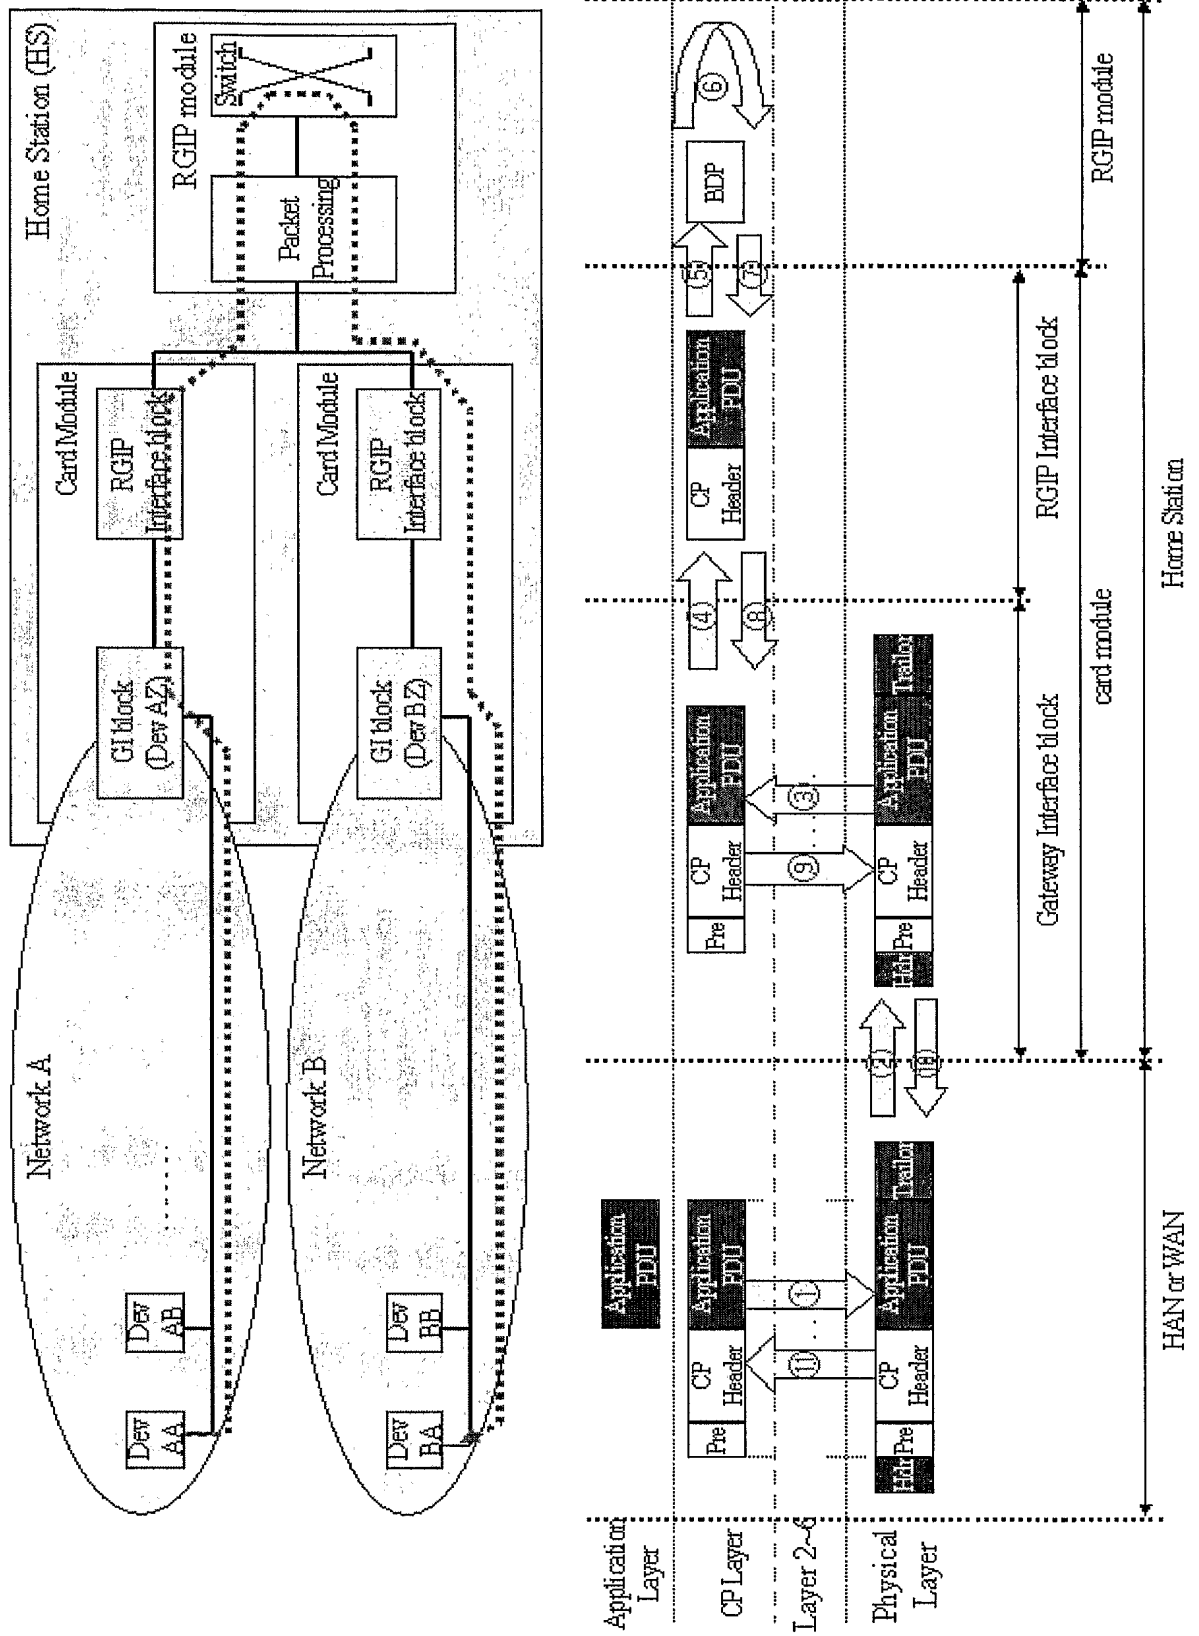 Home Station (HS)
RGIP module
Switch
Packet
Processing
Card Module
RGIP
Interface block
GI block
(Dev AZ)
Network A
Dev
AB
Dev
AA
Card Module
RGIP
Interface block
GI block
(Dev BZ)
Network B
Dev
BB
Dev
BA
Application
Layer
CP Layer
Layer 2~6
Physical
Layer
Application
PDU
Pre
CP
Header
Application
PDU
⑪
①
Hdr
Pre
CP
Header
Application
PDU
Trailor
②
⑩
Pre
CP
Header
Application
PDU
⑨
③
Hdr
Pre
CP
Header
Application
PDU
Trailor
④
⑧
CP
Header
Application
PDU
⑤
⑦
BDP
⑥
Gateway Interface block
RGIP Interface block
RGIP module
card module
HAN or WAN
Home Station